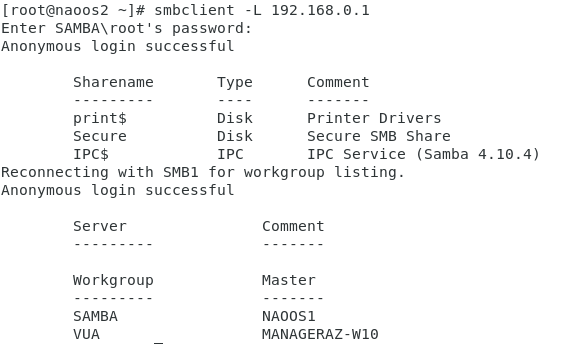 [root@naoos2 ~]# smbclient -L 192.168.0.1
Enter SAMBA\root's password:
Anonymous login successful
Sharename Type Comment
--------- ---- -------
print$ Disk Printer Drivers
Secure Disk Secure SMB Share
IPC$ IPC IPC Service (Samba 4.10.4)
Reconnecting with SMB1 for workgroup listing.
Anonymous login successful
Server Comment
--------- -------
Workgroup Master
--------- -------
SAMBA NAOOS1
VUA MANAGERAZ-W10